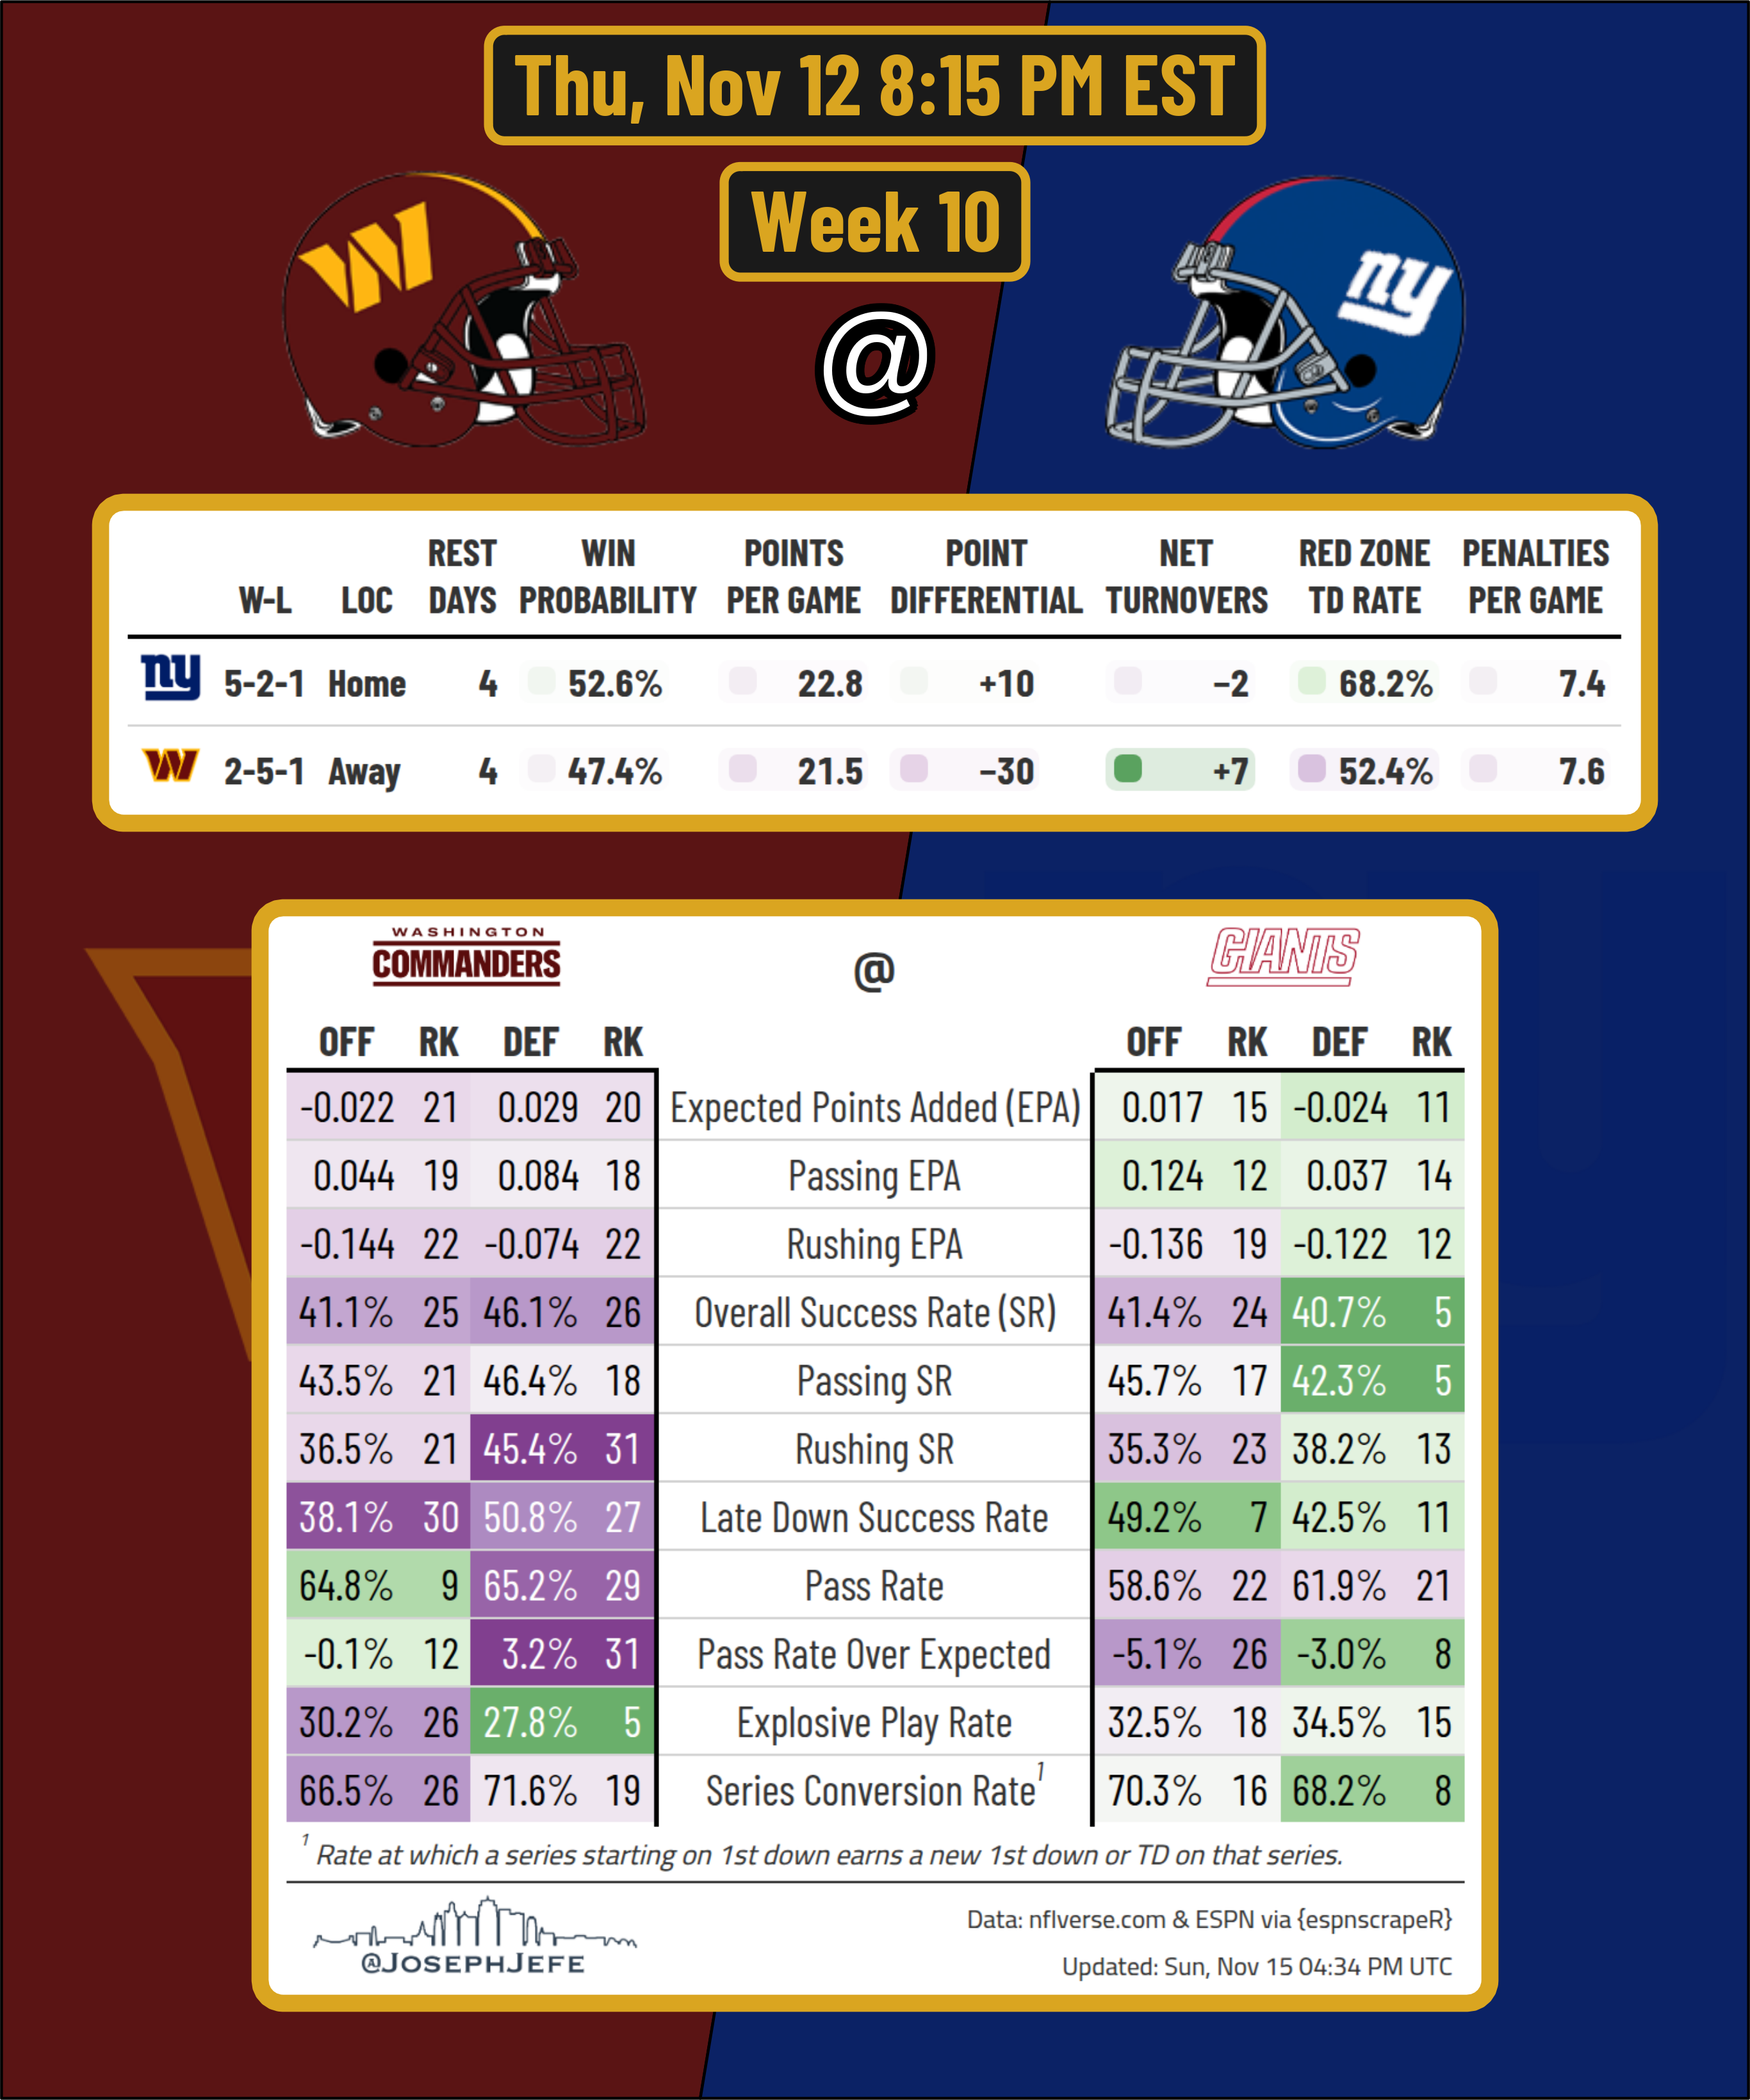 Thu, Nov 12 8:15 PM EST
Week 10
W
ny
@
W-L LOC REST DAYS WIN PROBABILITY POINTS PER GAME POINT DIFFERENTIAL NET TURNOVERS RED ZONE TD RATE PENALTIES PER GAME
ny 5-2-1 Home 4 52.6% 22.8 +10 −2 68.2% 7.4
W 2-5-1 Away 4 47.4% 21.5 −30 +7 52.4% 7.6
WASHINGTON
COMMANDERS @ GIANTS
OFF RK DEF RK OFF RK DEF RK
-0.022 21 0.029 20 Expected Points Added (EPA) 0.017 15 -0.024 11
0.044 19 0.084 18 Passing EPA 0.124 12 0.037 14
-0.144 22 -0.074 22 Rushing EPA -0.136 19 -0.122 12
41.1% 25 46.1% 26 Overall Success Rate (SR) 41.4% 24 40.7% 5
43.5% 21 46.4% 18 Passing SR 45.7% 17 42.3% 5
36.5% 21 45.4% 31 Rushing SR 35.3% 23 38.2% 13
38.1% 30 50.8% 27 Late Down Success Rate 49.2% 7 42.5% 11
64.8% 9 65.2% 29 Pass Rate 58.6% 22 61.9% 21
-0.1% 12 3.2% 31 Pass Rate Over Expected -5.1% 26 -3.0% 8
30.2% 26 27.8% 5 Explosive Play Rate 32.5% 18 34.5% 15
66.5% 26 71.6% 19 Series Conversion Rate¹ 70.3% 16 68.2% 8
¹ Rate at which a series starting on 1st down earns a new 1st down or TD on that series.
@JOSEPHJEFE
Data: nflverse.com & ESPN via {espnscrapeR}
Updated: Sun, Nov 15 04:34 PM UTC